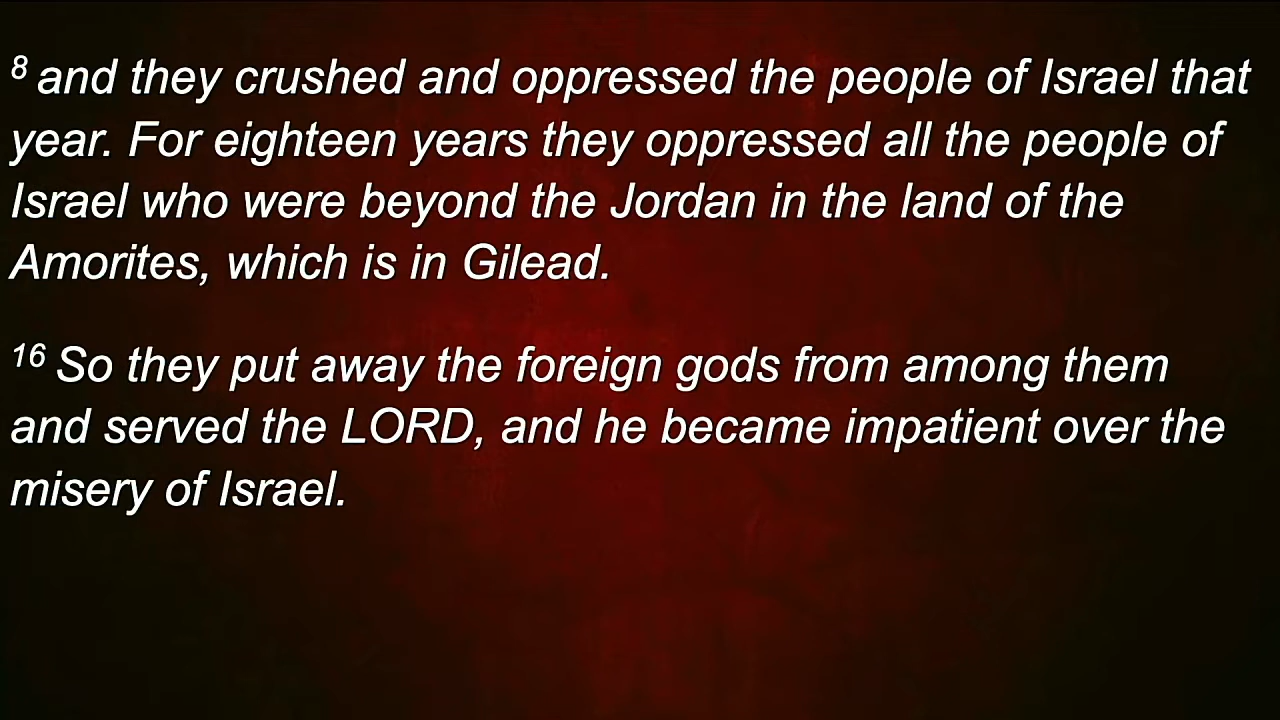 8 and they crushed and oppressed the people of Israel that
year. For eighteen years they oppressed all the people of
Israel who were beyond the Jordan in the land of the
Amorites, which is in Gilead.
16 So they put away the foreign gods from among them
and served the LORD, and he became impatient over the
misery of Israel.